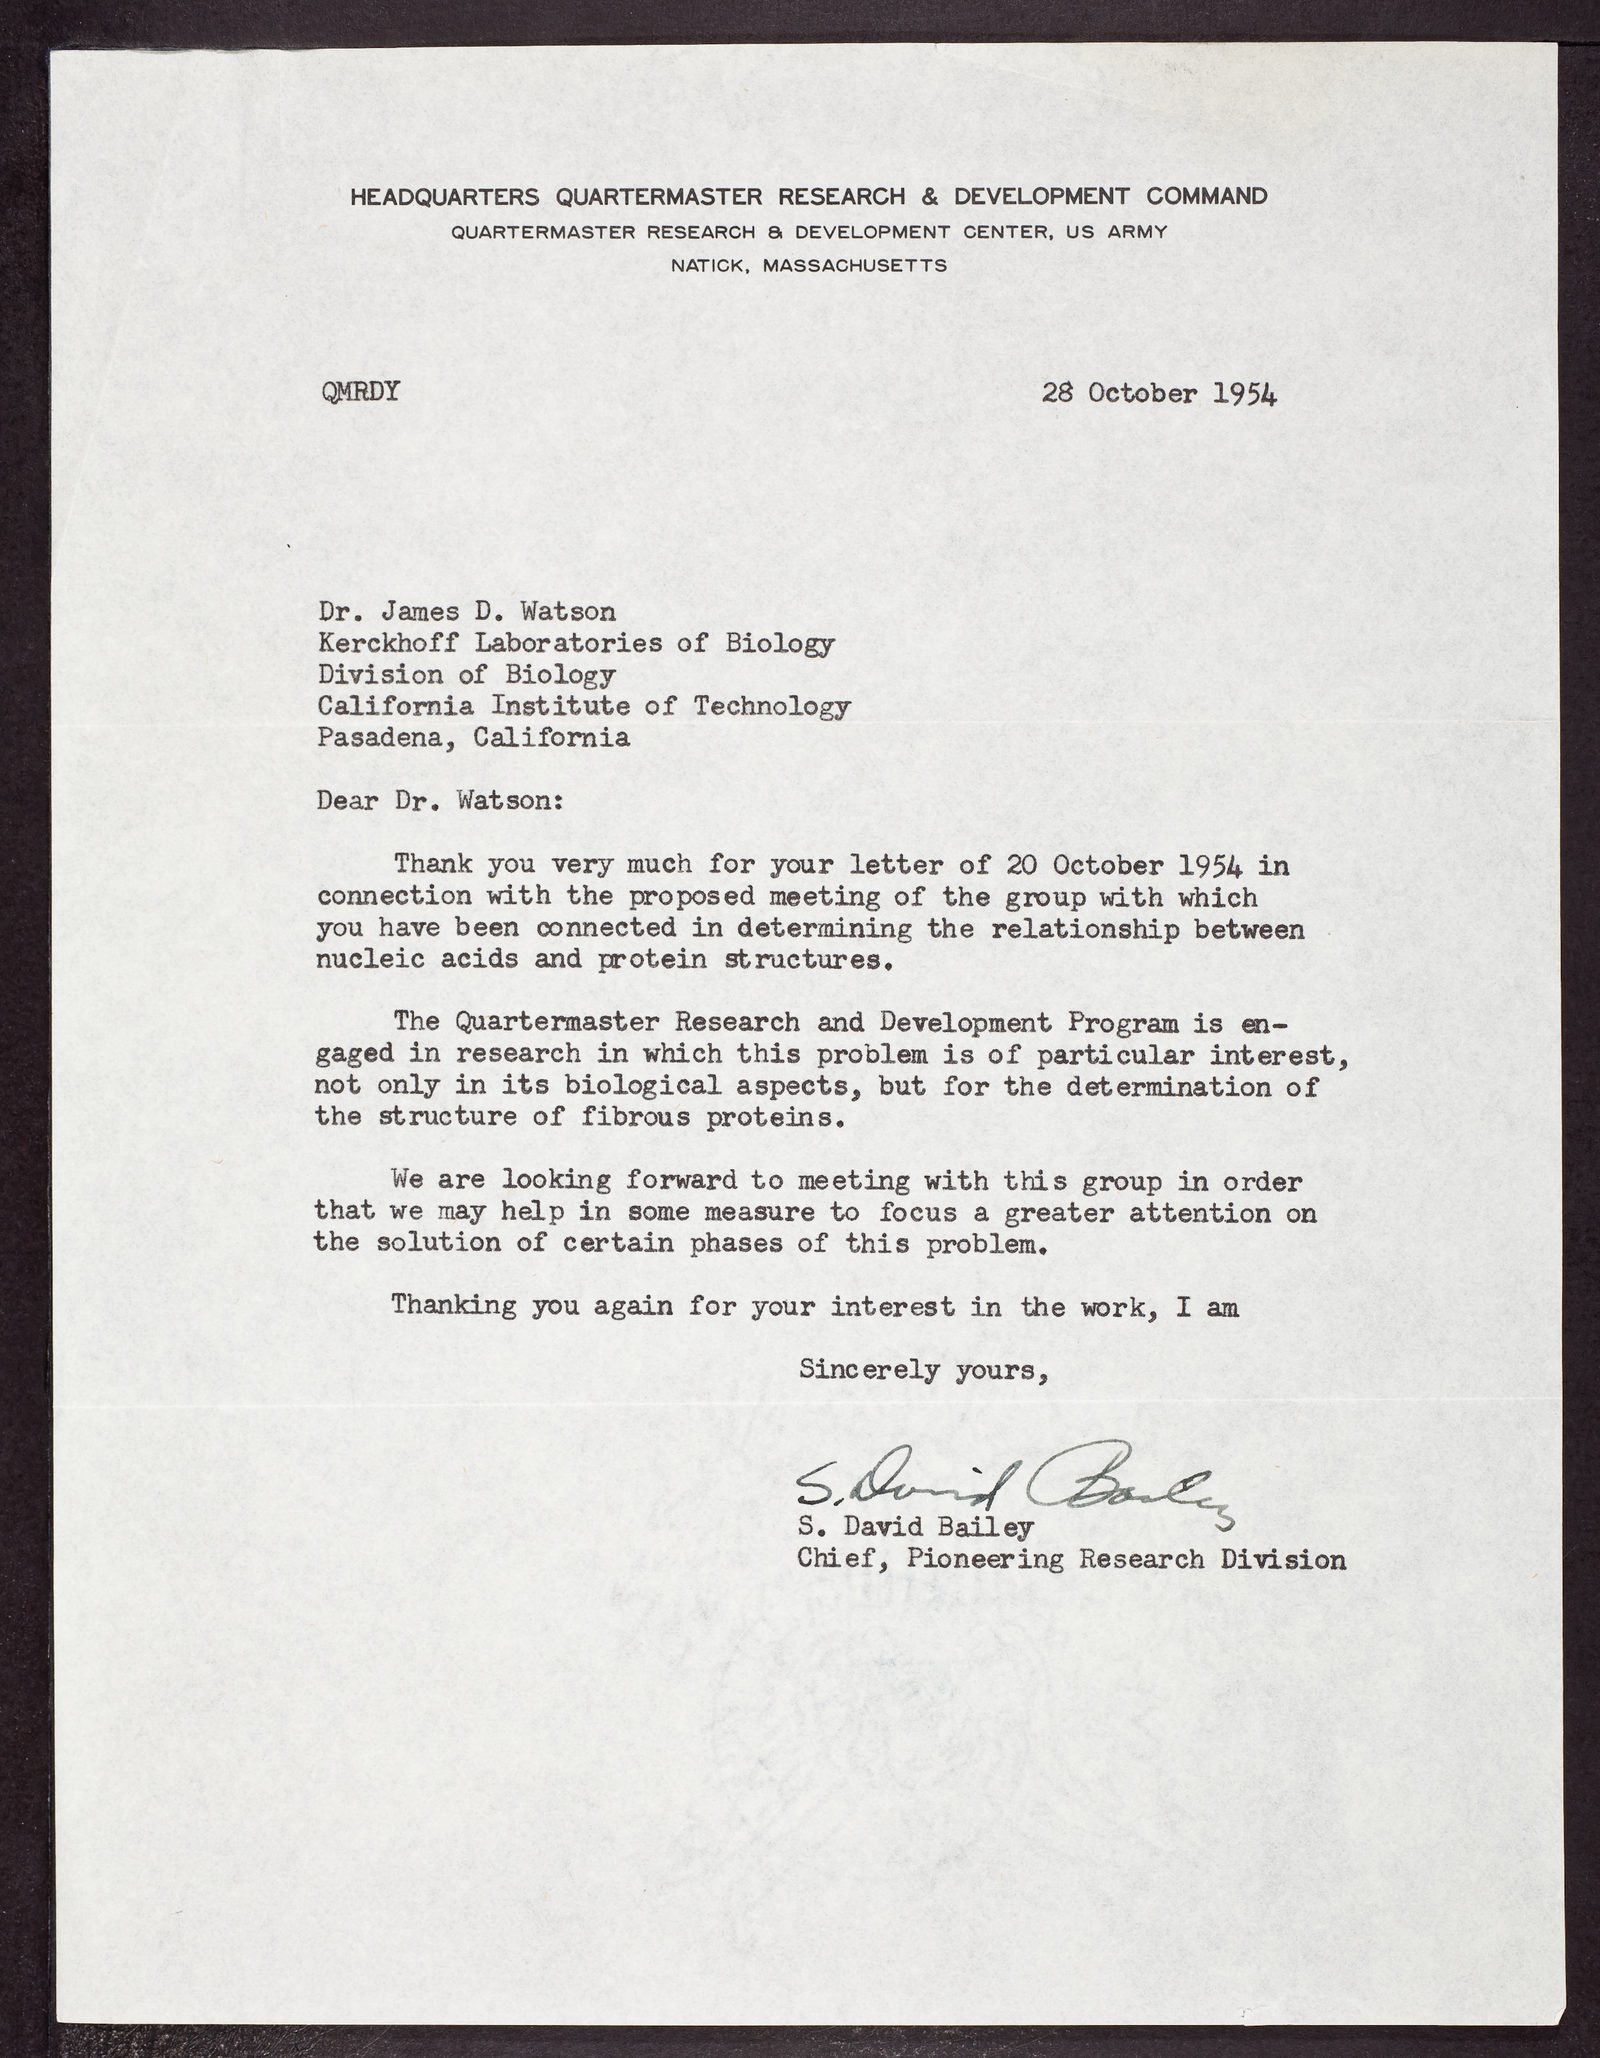 HEADQUARTERS QUARTERMASTER RESEARCH & DEVELOPMENT COMMAND
QUARTERMASTER RESEARCH & DEVELOPMENT CENTER, US ARMY
NATICK, MASSACHUSETTS
QMRDY 28 October 1954
Dr. James D. Watson
Kerckhoff Laboratories of Biology
Division of Biology
California Institute of Technology
Pasadena, California
Dear Dr. Watson:
Thank you very much for your letter of 20 October 1954 in
connection with the proposed meeting of the group with which
you have been connected in determining the relationship between
nucleic acids and protein structures.
The Quartermaster Research and Development Program is en-
gaged in research in which this problem is of particular interest,
not only in its biological aspects, but for the determination of
the structure of fibrous proteins.
We are looking forward to meeting with this group in order
that we may help in some measure to focus a greater attention on
the solution of certain phases of this problem.
Thanking you again for your interest in the work, I am
Sincerely yours,
S. David Bailey
S. David Bailey
Chief, Pioneering Research Division